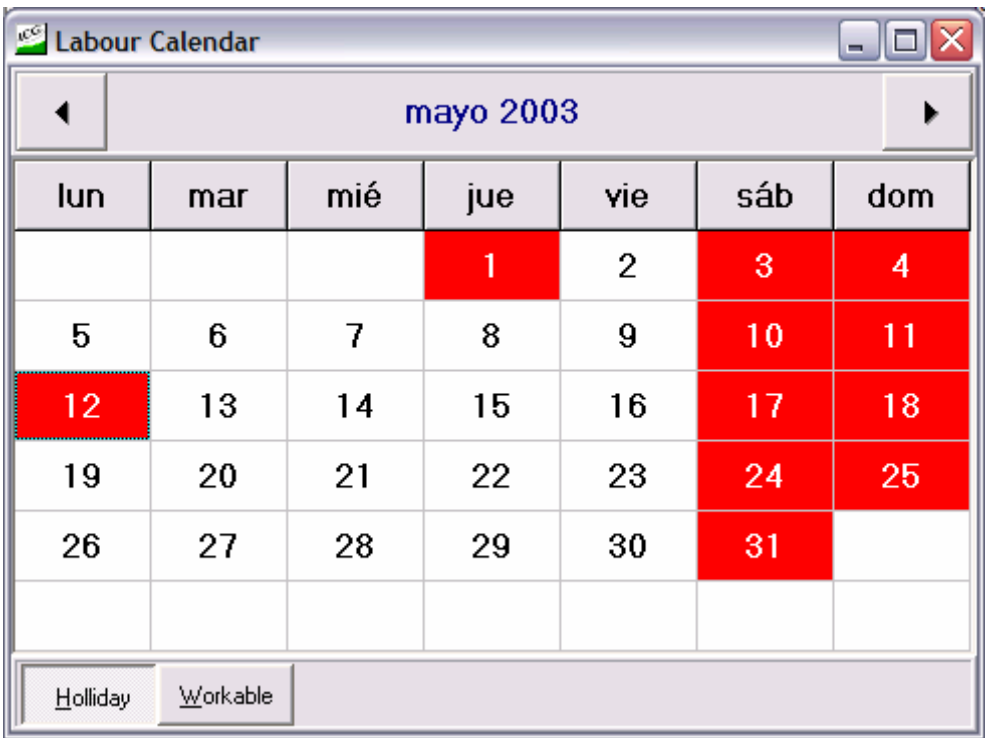 ICG Labour Calendar
mayo 2003
lun mar mié jue vie sáb dom
1 2 3 4
5 6 7 8 9 10 11
12 13 14 15 16 17 18
19 20 21 22 23 24 25
26 27 28 29 30 31
Holliday Workable